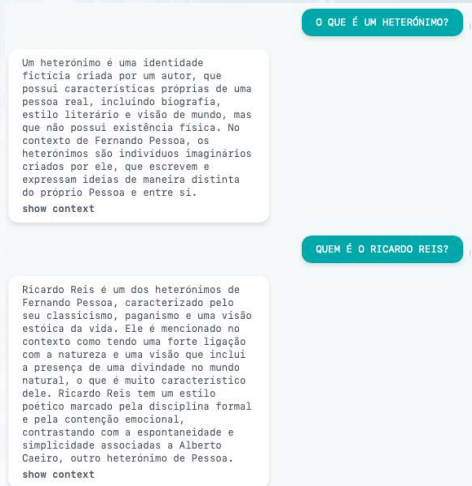 O QUE É UM HETERÓNIMO?
Um heterónimo é uma identidade
fictícia criada por um autor, que
possui características próprias de uma
pessoa real, incluindo biografia,
estilo literário e visão de mundo, mas
que não possui existência física. No
contexto de Fernando Pessoa, os
heterónimos são indivíduos imaginários
criados por ele, que escrevem e
expressam ideias de maneira distinta
do próprio Pessoa e entre si.
show context
QUEM É O RICARDO REIS?
Ricardo Reis é um dos heterónimos de
Fernando Pessoa, caracterizado pelo
seu classicismo, paganismo e uma visão
estóica da vida. Ele é mencionado no
contexto como tendo uma forte ligação
com a natureza e uma visão que inclui
a presença de uma divindade no mundo
natural, o que é muito característico
dele. Ricardo Reis tem um estilo
poético marcado pela disciplina formal
e pela contenção emocional,
contrastando com a espontaneidade e
simplicidade associadas a Alberto
Caeiro, outro heterónimo de Pessoa.
show context